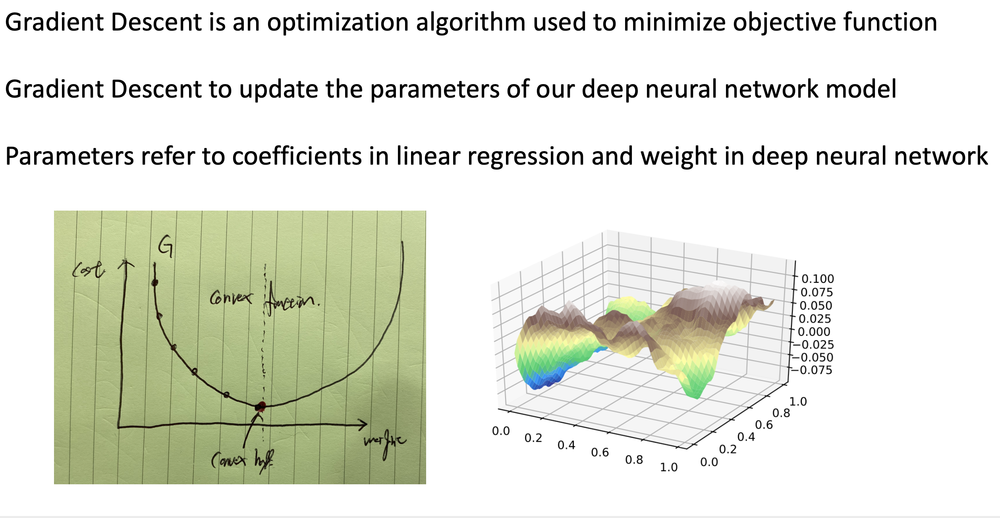 Gradient Descent is an optimization algorithm used to minimize objective function
Gradient Descent to update the parameters of our deep neural network model
Parameters refer to coefficients in linear regression and weight in deep neural network
G
Cost
Convex function.
weight
Convex
0.100
0.075
0.050
0.025
0.000
−0.025
−0.050
−0.075
0.0
0.2
0.4
0.6
0.8
1.0
0.0
0.2
0.4
0.6
0.8
1.0